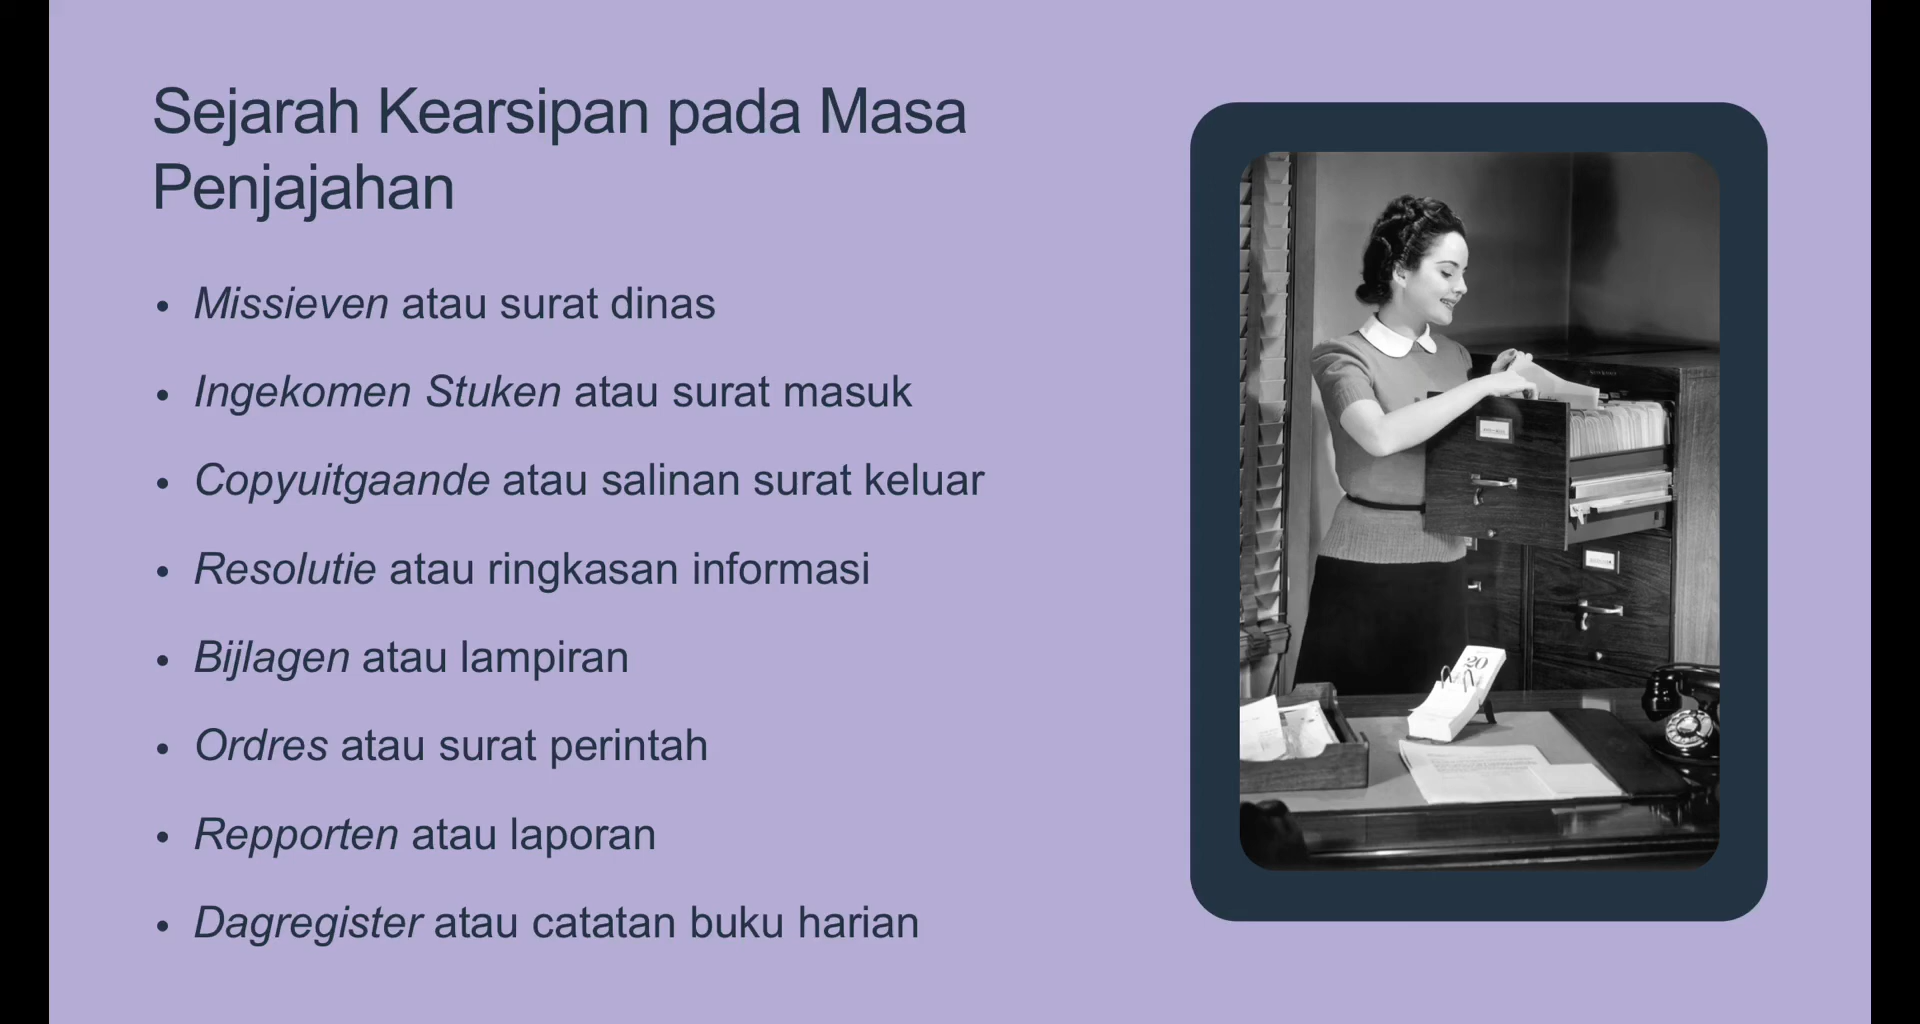 Sejarah Kearsipan pada Masa
Penjajahan
• Missieven atau surat dinas
• Ingekomen Stuken atau surat masuk
• Copyuitgaande atau salinan surat keluar
• Resolutie atau ringkasan informasi
• Bijlagen atau lampiran
• Ordres atau surat perintah
• Repporten atau laporan
• Dagregister atau catatan buku harian
20